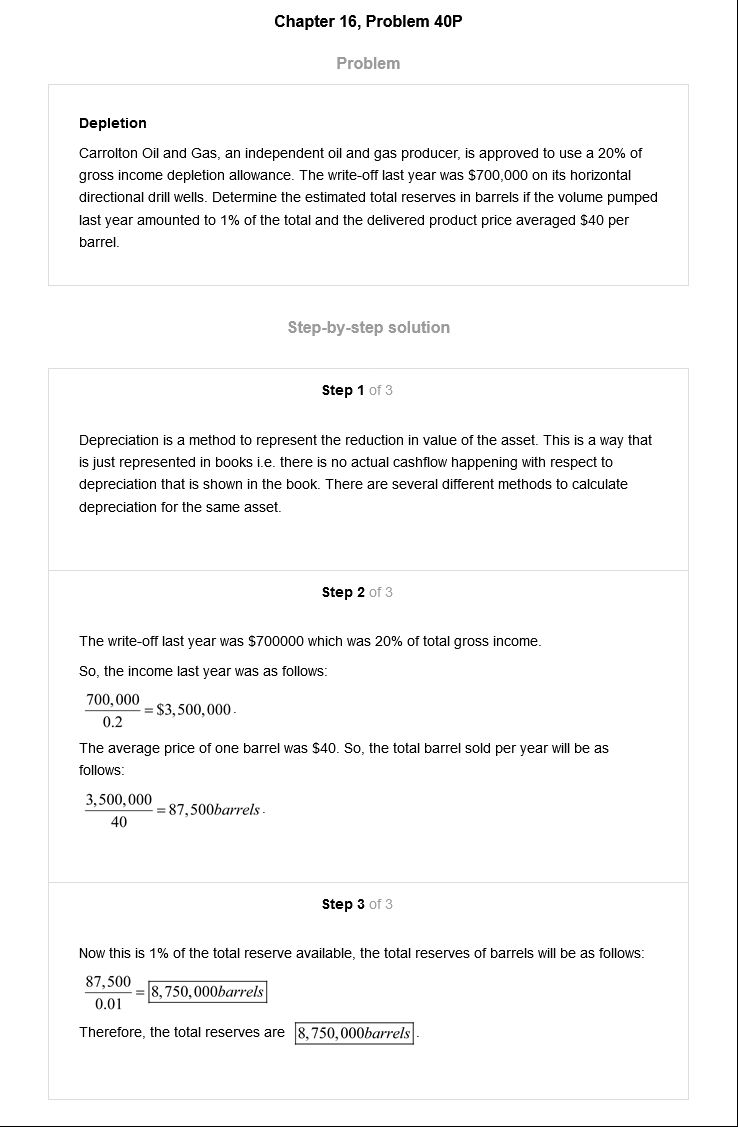 Chapter 16, Problem 40P
Problem
Depletion
Carrolton Oil and Gas, an independent oil and gas producer, is approved to use a 20% of
gross income depletion allowance. The write-off last year was $700,000 on its horizontal
directional drill wells. Determine the estimated total reserves in barrels if the volume pumped
last year amounted to 1% of the total and the delivered product price averaged $40 per
barrel.
Step-by-step solution
Step 1 of 3
Depreciation is a method to represent the reduction in value of the asset. This is a way that
is just represented in books i.e. there is no actual cashflow happening with respect to
depreciation that is shown in the book. There are several different methods to calculate
depreciation for the same asset.
Step 2 of 3
The write-off last year was $700000 which was 20% of total gross income.
So, the income last year was as follows:
700,000
= $3,500,000.
0.2
The average price of one barrel was $40. So, the total barrel sold per year will be as
follows:
3,500,000
= 87,500barrels.
40
Step 3 of 3
Now this is 1% of the total reserve available, the total reserves of barrels will be as follows:
87,500
= 8,750,000barrels
0.01
Therefore, the total reserves are 8,750,000barrels.